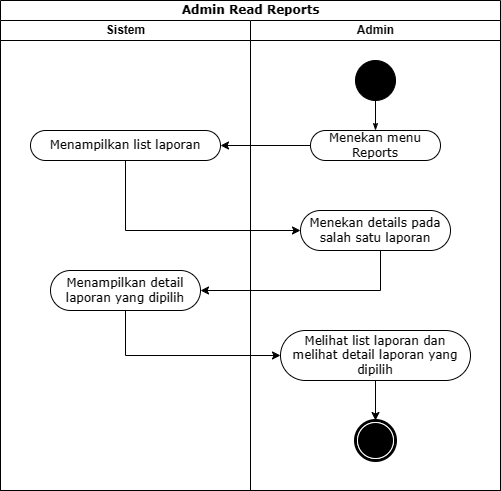 Admin Read Reports
Sistem
Admin
Menekan menu
Reports
Menampilkan list laporan
Menekan details pada
salah satu laporan
Menampilkan detail
laporan yang dipilih
Melihat list laporan dan
melihat detail laporan yang
dipilih